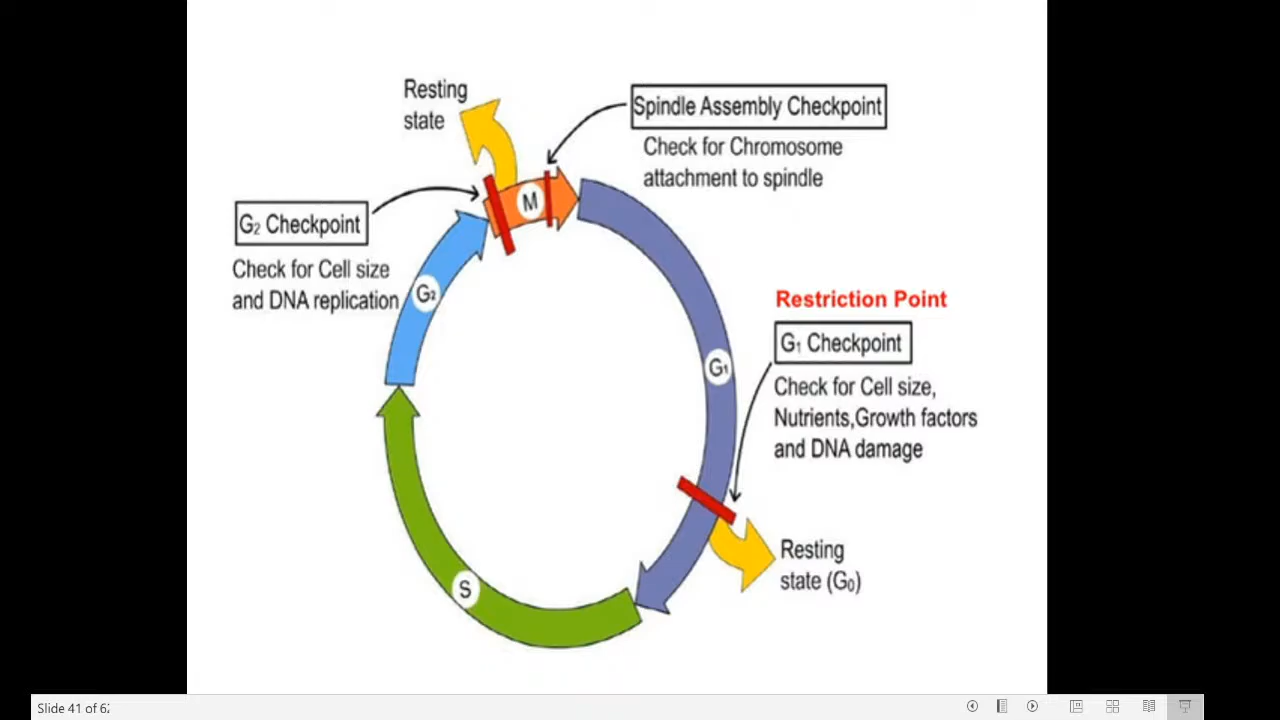 Resting
state
Spindle Assembly Checkpoint
Check for Chromosome
attachment to spindle
M
G₂ Checkpoint
Check for Cell size
and DNA replication
G₂
Restriction Point
G₁ Checkpoint
G₁
Check for Cell size,
Nutrients,Growth factors
and DNA damage
Resting
state (G₀)
S
Slide 41 of